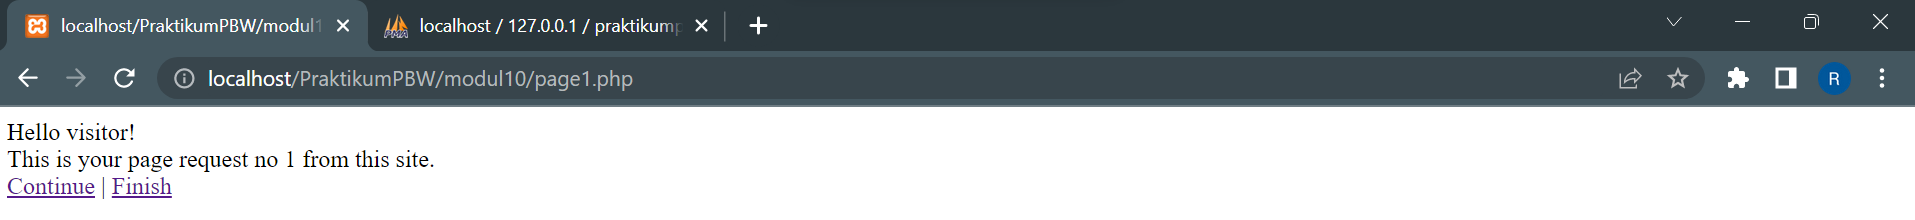 localhost/PraktikumPBW/modul1
localhost / 127.0.0.1 / praktikump
localhost/PraktikumPBW/modul10/page1.php
R
Hello visitor!
This is your page request no 1 from this site.
Continue | Finish